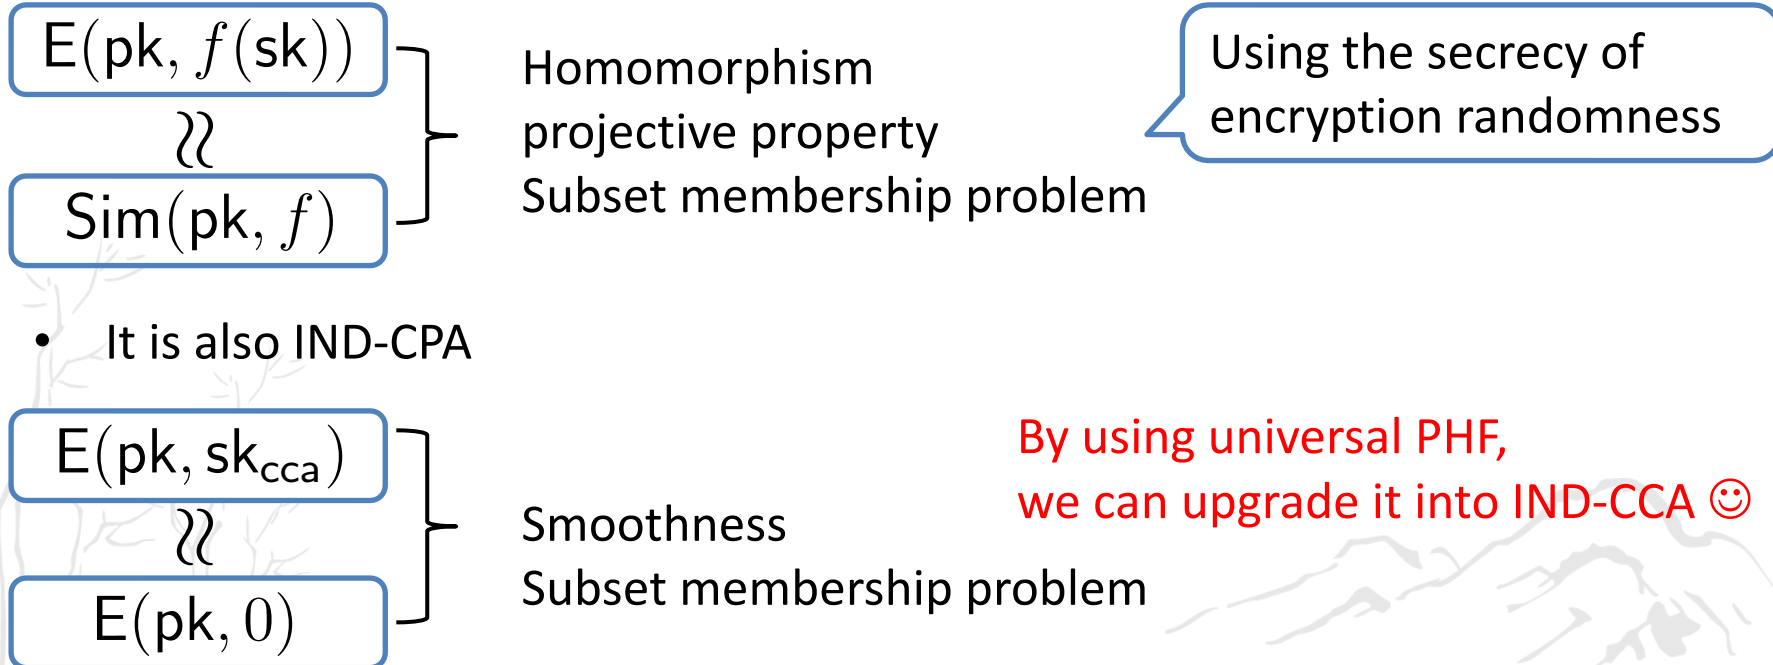 E(pk, f(sk))
≈
Sim(pk, f)
Homomorphism
projective property
Subset membership problem
Using the secrecy of
encryption randomness
• It is also IND-CPA
E(pk, sk_cca)
≈
E(pk, 0)
Smoothness
Subset membership problem
By using universal PHF,
we can upgrade it into IND-CCA ☺